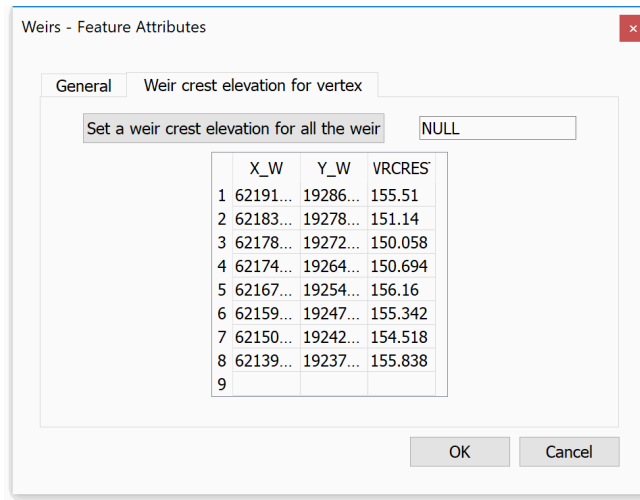 Weirs - Feature Attributes
×
General Weir crest elevation for vertex
Set a weir crest elevation for all the weir NULL
X_W Y_W VRCREST
1 62191... 19286... 155.51
2 62183... 19278... 151.14
3 62178... 19272... 150.058
4 62174... 19264... 150.694
5 62167... 19254... 156.16
6 62159... 19247... 155.342
7 62150... 19242... 154.518
8 62139... 19237... 155.838
9
OK Cancel